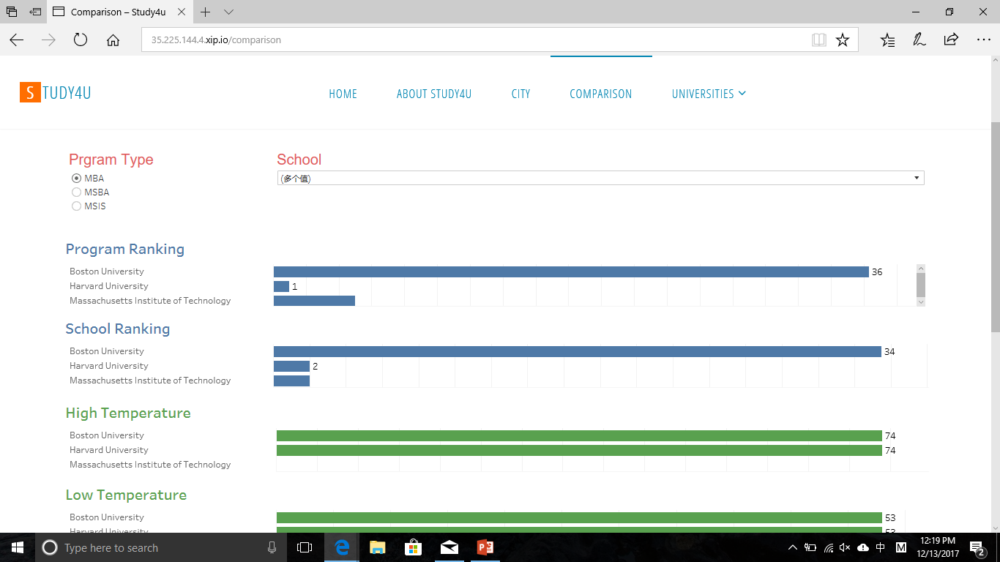 Comparison – Study4u
35.225.144.4.xip.io/comparison
STUDY4U
HOME
ABOUT STUDY4U
CITY
COMPARISON
UNIVERSITIES
Prgram Type
MBA
MSBA
MSIS
School
(多个值)
Program Ranking
Boston University 36
Harvard University 1
Massachusetts Institute of Technology
School Ranking
Boston University 34
Harvard University 2
Massachusetts Institute of Technology
High Temperature
Boston University 74
Harvard University 74
Massachusetts Institute of Technology
Low Temperature
Boston University 53
Harvard University 53
Type here to search
中
M
12:19 PM
12/13/2017
2